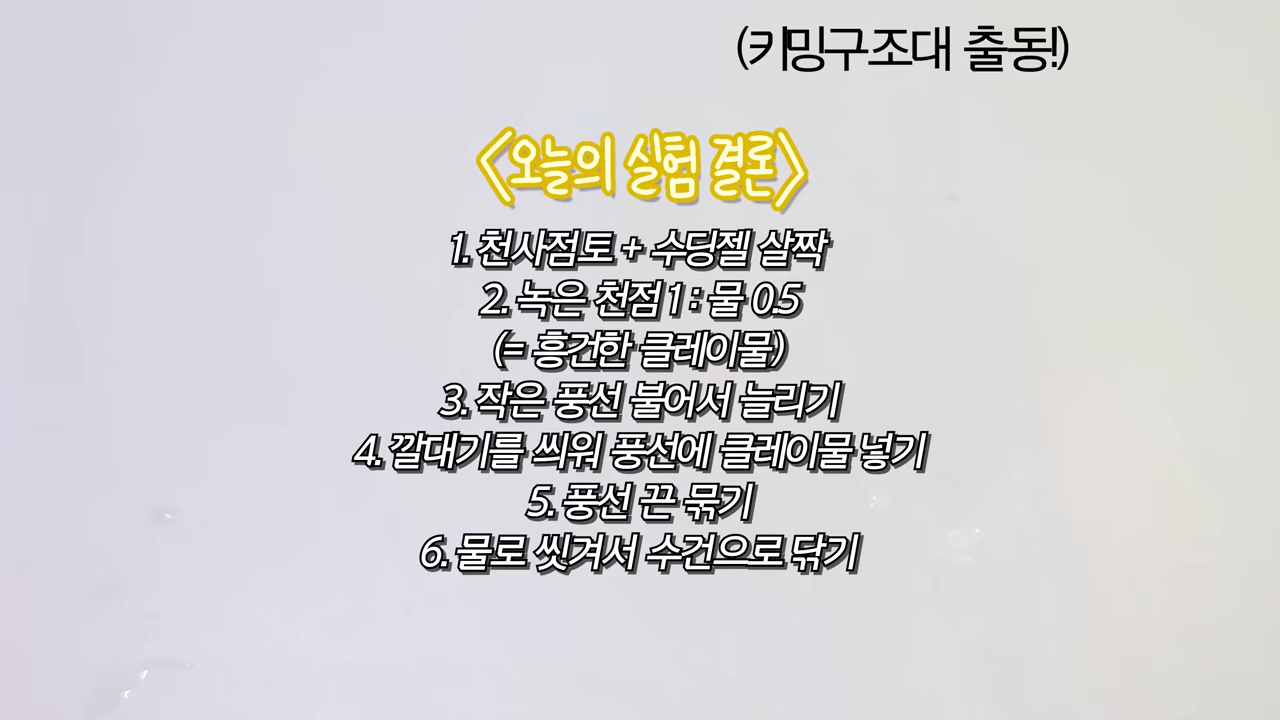 (키밍구조대 출동!)
<오늘의 실험 결론>
1. 천사점토 + 수딩젤 살짝
2. 녹은 천점 1 : 물 0.5
(= 흥건한 클레이물)
3. 작은 풍선 불어서 늘리기
4. 깔대기를 씌워 풍선에 클레이물 넣기
5. 풍선 끈 묶기
6. 물로 씻겨서 수건으로 닦기